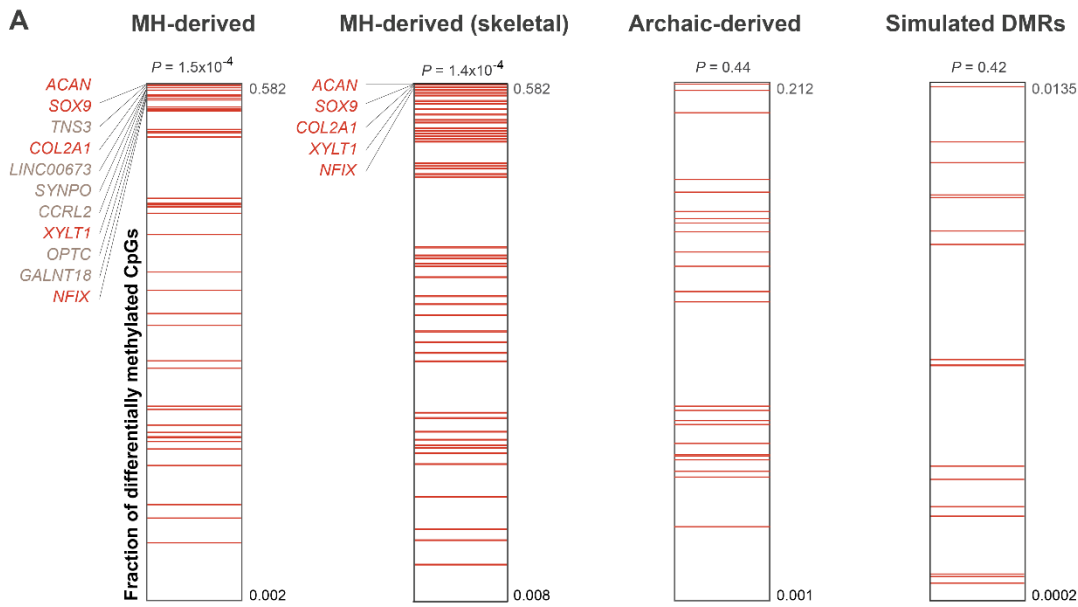 A
MH-derived
MH-derived (skeletal)
Archaic-derived
Simulated DMRs
P = 1.5x10-4
P = 1.4x10-4
P = 0.44
P = 0.42
0.582
0.582
0.212
0.0135
ACAN
SOX9
TNS3
COL2A1
LINC00673
SYNPO
CCRL2
XYLT1
OPTC
GALNT18
NFIX
ACAN
SOX9
COL2A1
XYLT1
NFIX
Fraction of differentially methylated CpGs
0.002
0.008
0.001
0.0002